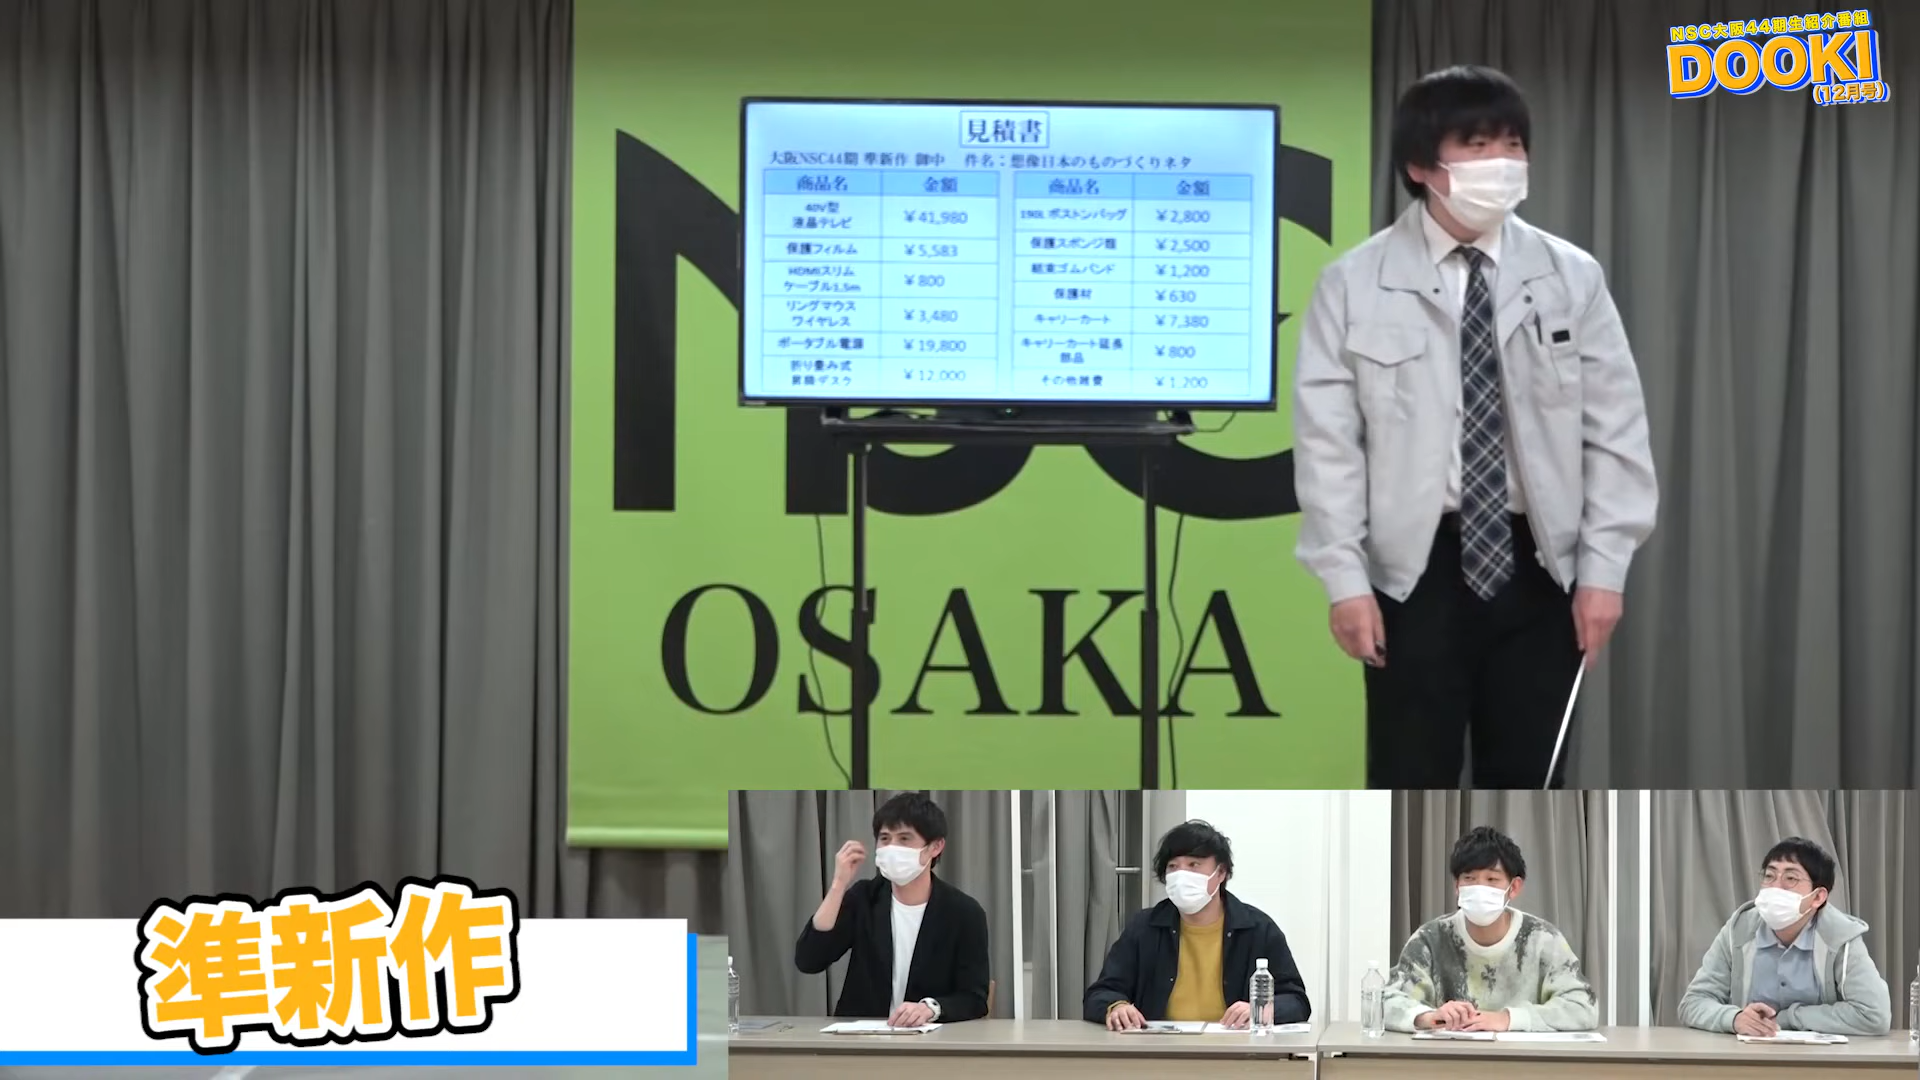 NSC大阪44期生紹介番組
DOOKI
(12月号)
見積書
大阪NSC44期 準新作 御中 件名:想像日本のものづくりネタ
商品名 金額
40V型
液晶テレビ ¥41,980
保護フィルム ¥5,583
HDMIスリム
ケーブル1.5m ¥800
リングマウス
ワイヤレス ¥3,480
ポータブル電源 ¥19,800
折り畳み式
昇降デスク ¥12,000
商品名 金額
190L ボストンバッグ ¥2,800
保護スポンジ類 ¥2,500
結束ゴムバンド ¥1,200
保護材 ¥630
キャリーカート ¥7,380
キャリーカート延長
部品 ¥800
その他雑費 ¥1,200
NSC
OSAKA
準新作